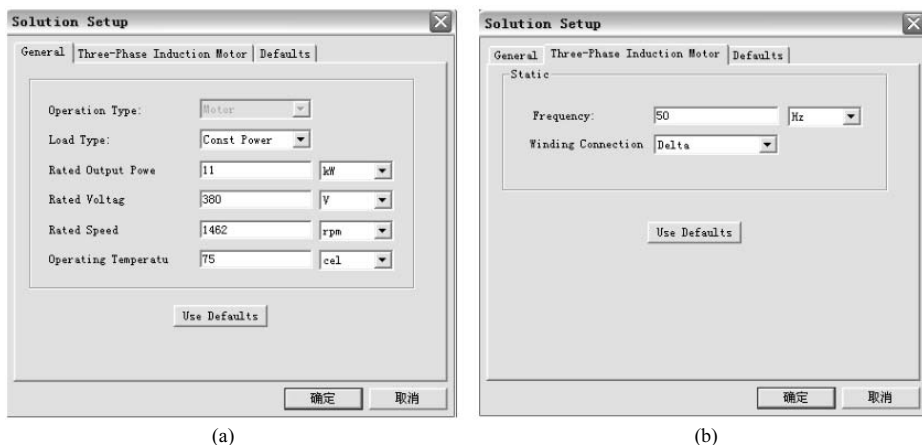 Solution Setup
General Three-Phase Induction Motor Defaults
Operation Type: Motor
Load Type: Const Power
Rated Output Powe 11 kW
Rated Voltag 380 V
Rated Speed 1462 rpm
Operating Temperatu 75 cel
Use Defaults
确定 取消
(a)
Solution Setup
General Three-Phase Induction Motor Defaults
Static
Frequency: 50 Hz
Winding Connection Delta
Use Defaults
确定 取消
(b)